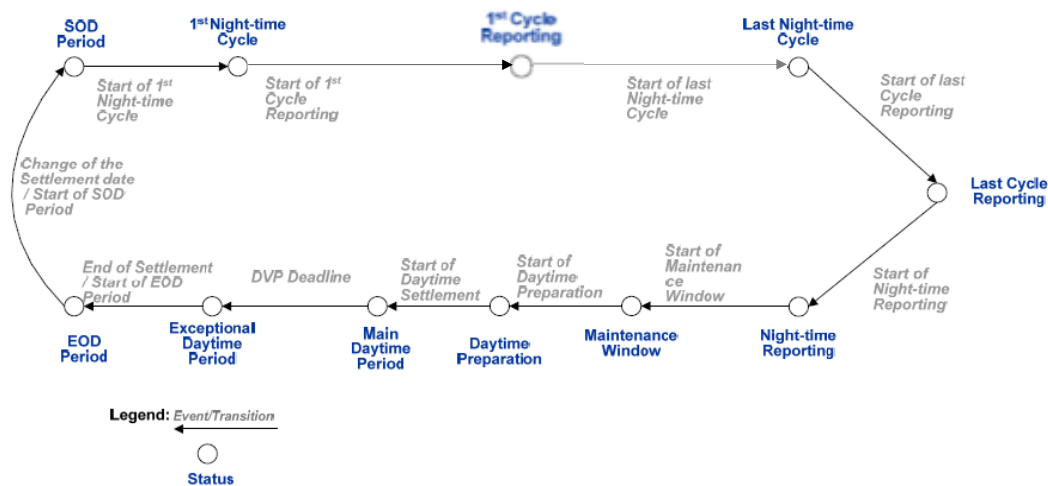 SOD
Period
1st Night-time
Cycle
1st Cycle
Reporting
Last Night-time
Cycle
Start of 1st
Night-time
Cycle
Start of 1st
Cycle
Reporting
Start of last
Night-time
Cycle
Start of last
Cycle
Reporting
Change of the
Settlement date
/ Start of SOD
Period
Last Cycle
Reporting
End of Settlement
/ Start of EOD
Period
DVP Deadline
Start of
Daytime
Settlement
Start of
Daytime
Preparation
Start of
Maintenan
ce
Window
Start of
Night-time
Reporting
EOD
Period
Exceptional
Daytime
Period
Main
Daytime
Period
Daytime
Preparation
Maintenance
Window
Night-time
Reporting
Legend: Event/Transition
Status